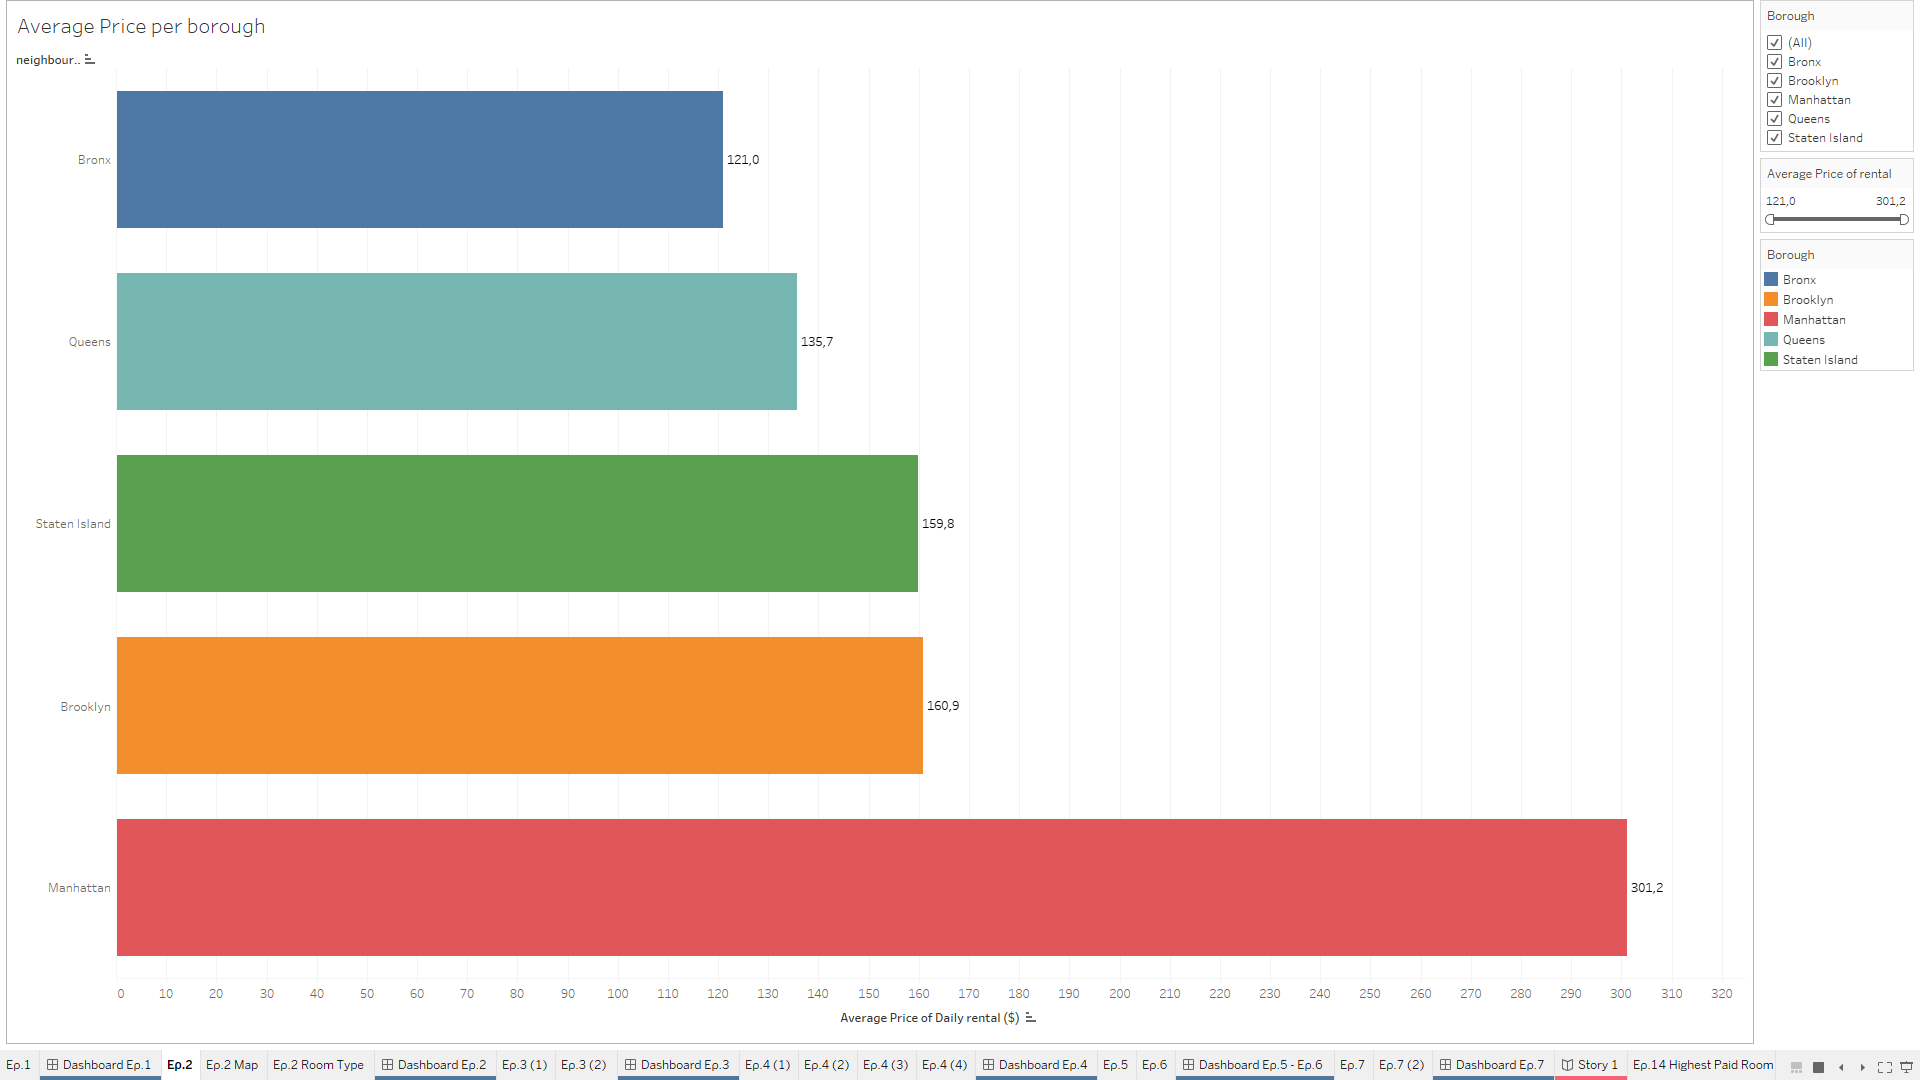 Average Price per borough
neighbour..
Bronx
121,0
Queens
135,7
Staten Island
159,8
Brooklyn
160,9
Manhattan
301,2
0 10 20 30 40 50 60 70 80 90 100 110 120 130 140 150 160 170 180 190 200 210 220 230 240 250 260 270 280 290 300 310 320
Average Price of Daily rental ($)
Borough
(All)
Bronx
Brooklyn
Manhattan
Queens
Staten Island
Average Price of rental
121,0 301,2
Borough
Bronx
Brooklyn
Manhattan
Queens
Staten Island
Ep.1 Dashboard Ep.1 Ep.2 Ep.2 Map Ep.2 Room Type Dashboard Ep.2 Ep.3 (1) Ep.3 (2) Dashboard Ep.3 Ep.4 (1) Ep.4 (2) Ep.4 (3) Ep.4 (4) Dashboard Ep.4 Ep.5 Ep.6 Dashboard Ep.5 - Ep.6 Ep.7 Ep.7 (2) Dashboard Ep.7 Story 1 Ep.14 Highest Paid Room